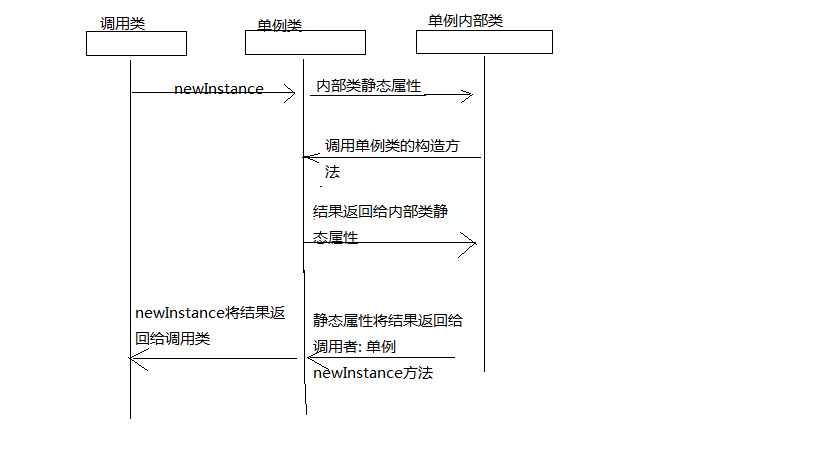 调用类
单例类
单例内部类
newInstance
内部类静态属性
调用单例类的构造方
法
结果返回给内部类静
态属性
newInstance将结果返
回给调用类
静态属性将结果返回给
调用者: 单例
newInstance方法